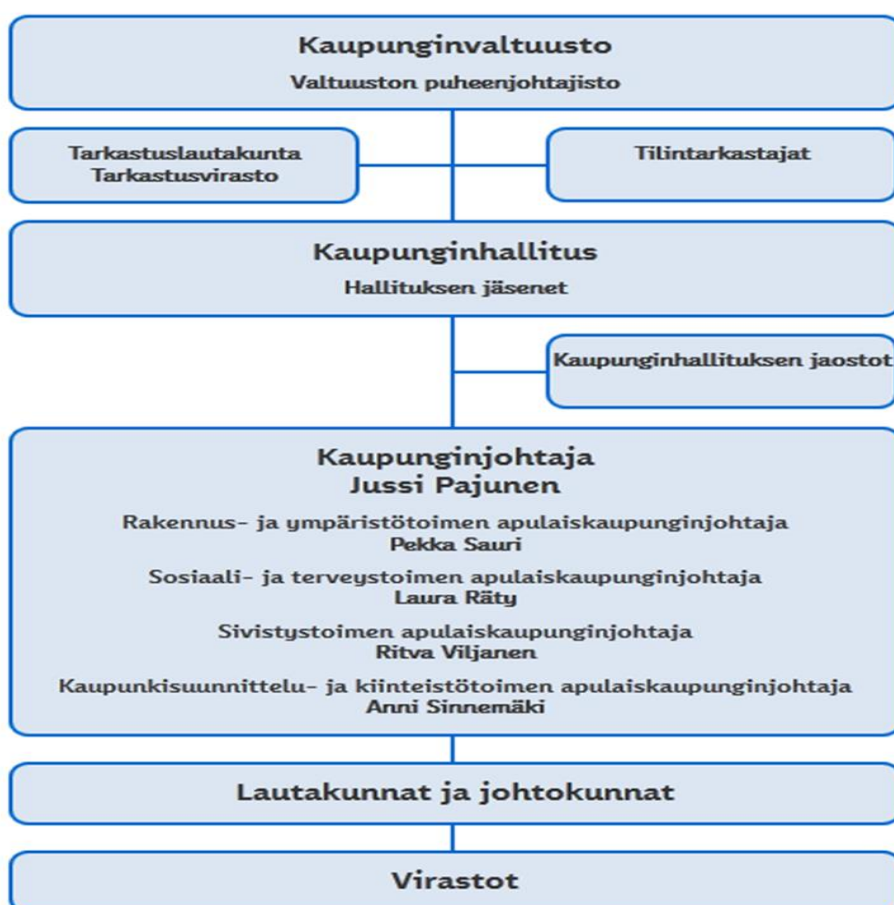 Kaupunginvaltuusto
Valtuuston puheenjohtajisto
Tarkastuslautakunta
Tarkastusvirasto
Tilintarkastajat
Kaupunginhallitus
Hallituksen jäsenet
Kaupunginhallituksen jaostot
Kaupunginjohtaja
Jussi Pajunen
Rakennus- ja ympäristötoimen apulaiskaupunginjohtaja
Pekka Sauri
Sosiaali- ja terveystoimen apulaiskaupunginjohtaja
Laura Räty
Sivistystoimen apulaiskaupunginjohtaja
Ritva Viljanen
Kaupunkisuunnittelu- ja kiinteistötoimen apulaiskaupunginjohtaja
Anni Sinnemäki
Lautakunnat ja johtokunnat
Virastot